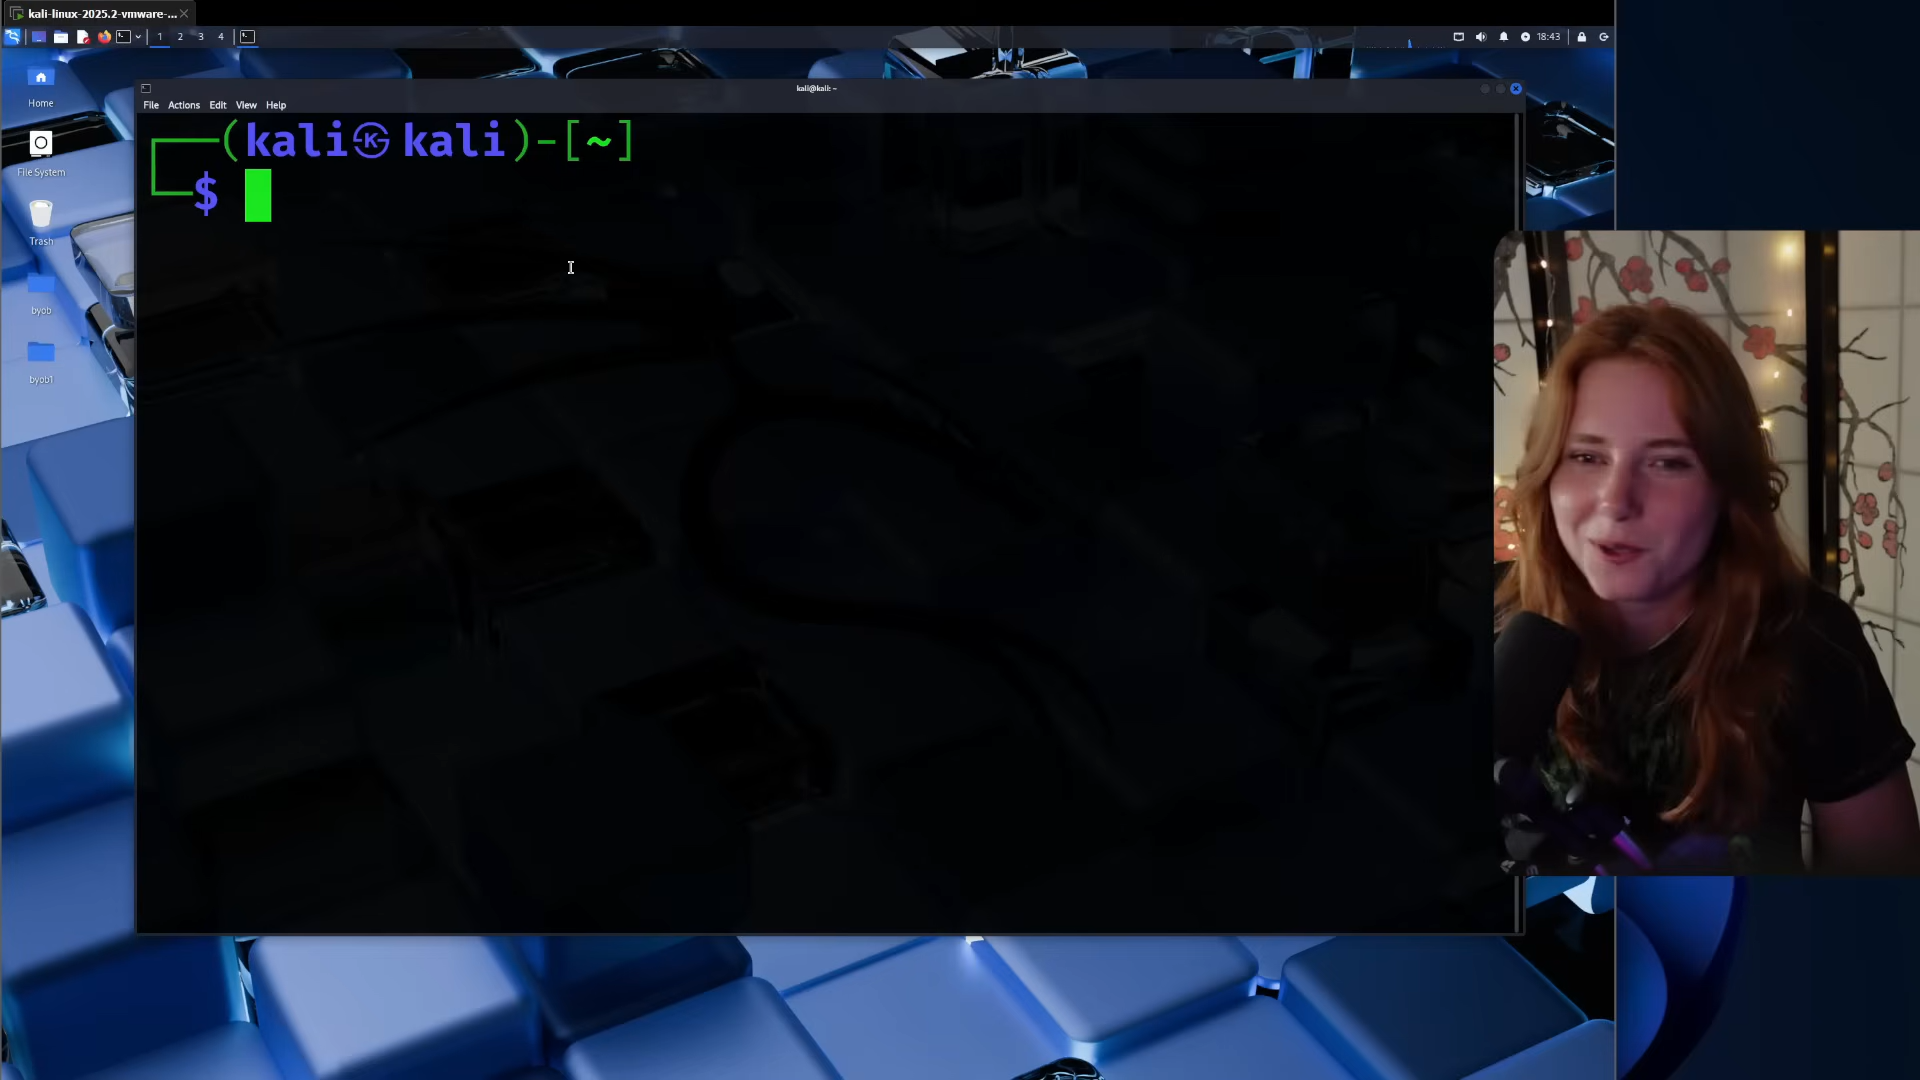 kali-linux-2025.2-vmware-...
1 2 3 4
18:43
Home
File System
Trash
byob
byob1
kali@kali: ~
File Actions Edit View Help
(kali㉿kali)-[~]
$